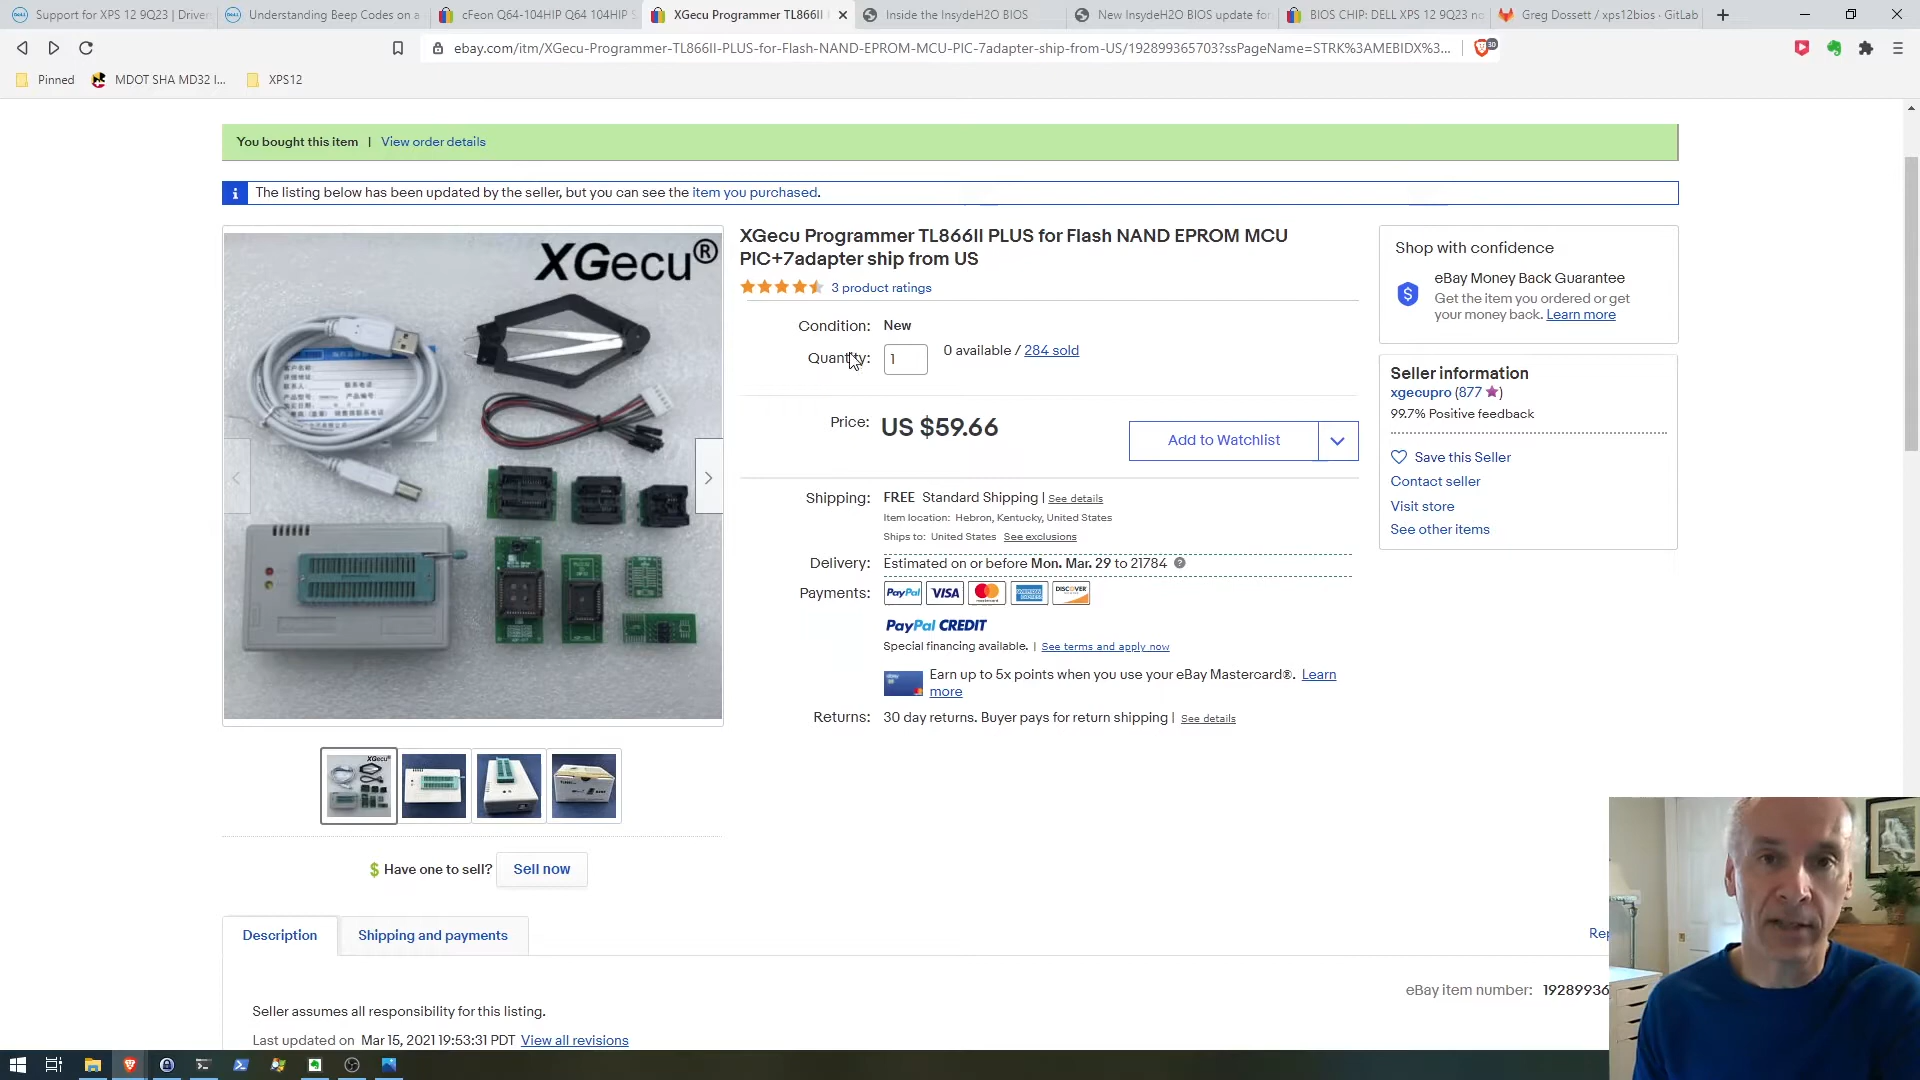 Support for XPS 12 9Q23 | Driver
Understanding Beep Codes on a
cFeon Q64-104HIP Q64 104HIP S
XGecu Programmer TL866II
Inside the InsydeH2O BIOS
New InsydeH2O BIOS update for
BIOS CHIP: DELL XPS 12 9Q23 no
Greg Dossett / xps12bios · GitLab
ebay.com/itm/XGecu-Programmer-TL866II-PLUS-for-Flash-NAND-EPROM-MCU-PIC-7adapter-ship-from-US/192899365703?ssPageName=STRK%3AMEBIDX%3...
30
Pinned
MDOT SHA MD32 I...
XPS12
You bought this item | View order details
The listing below has been updated by the seller, but you can see the item you purchased.
XGecu®
XGecu Programmer TL866II PLUS for Flash NAND EPROM MCU
PIC+7adapter ship from US
3 product ratings
Condition: New
Quantity: 1 0 available / 284 sold
Price: US $59.66
Add to Watchlist
Shipping: FREE Standard Shipping | See details
Item location: Hebron, Kentucky, United States
Ships to: United States See exclusions
Delivery: Estimated on or before Mon. Mar. 29 to 21784
Payments: PayPal VISA MasterCard AMERICAN EXPRESS DISCOVER
PayPal CREDIT
Special financing available. | See terms and apply now
Earn up to 5x points when you use your eBay Mastercard®. Learn
more
Returns: 30 day returns. Buyer pays for return shipping | See details
Shop with confidence
eBay Money Back Guarantee
Get the item you ordered or get
your money back. Learn more
Seller information
xgecupro (877)
99.7% Positive feedback
Save this Seller
Contact seller
Visit store
See other items
XGecu®
Have one to sell? Sell now
Description
Shipping and payments
Rep
eBay item number: 19289936
Seller assumes all responsibility for this listing.
Last updated on Mar 15, 2021 19:53:31 PDT View all revisions